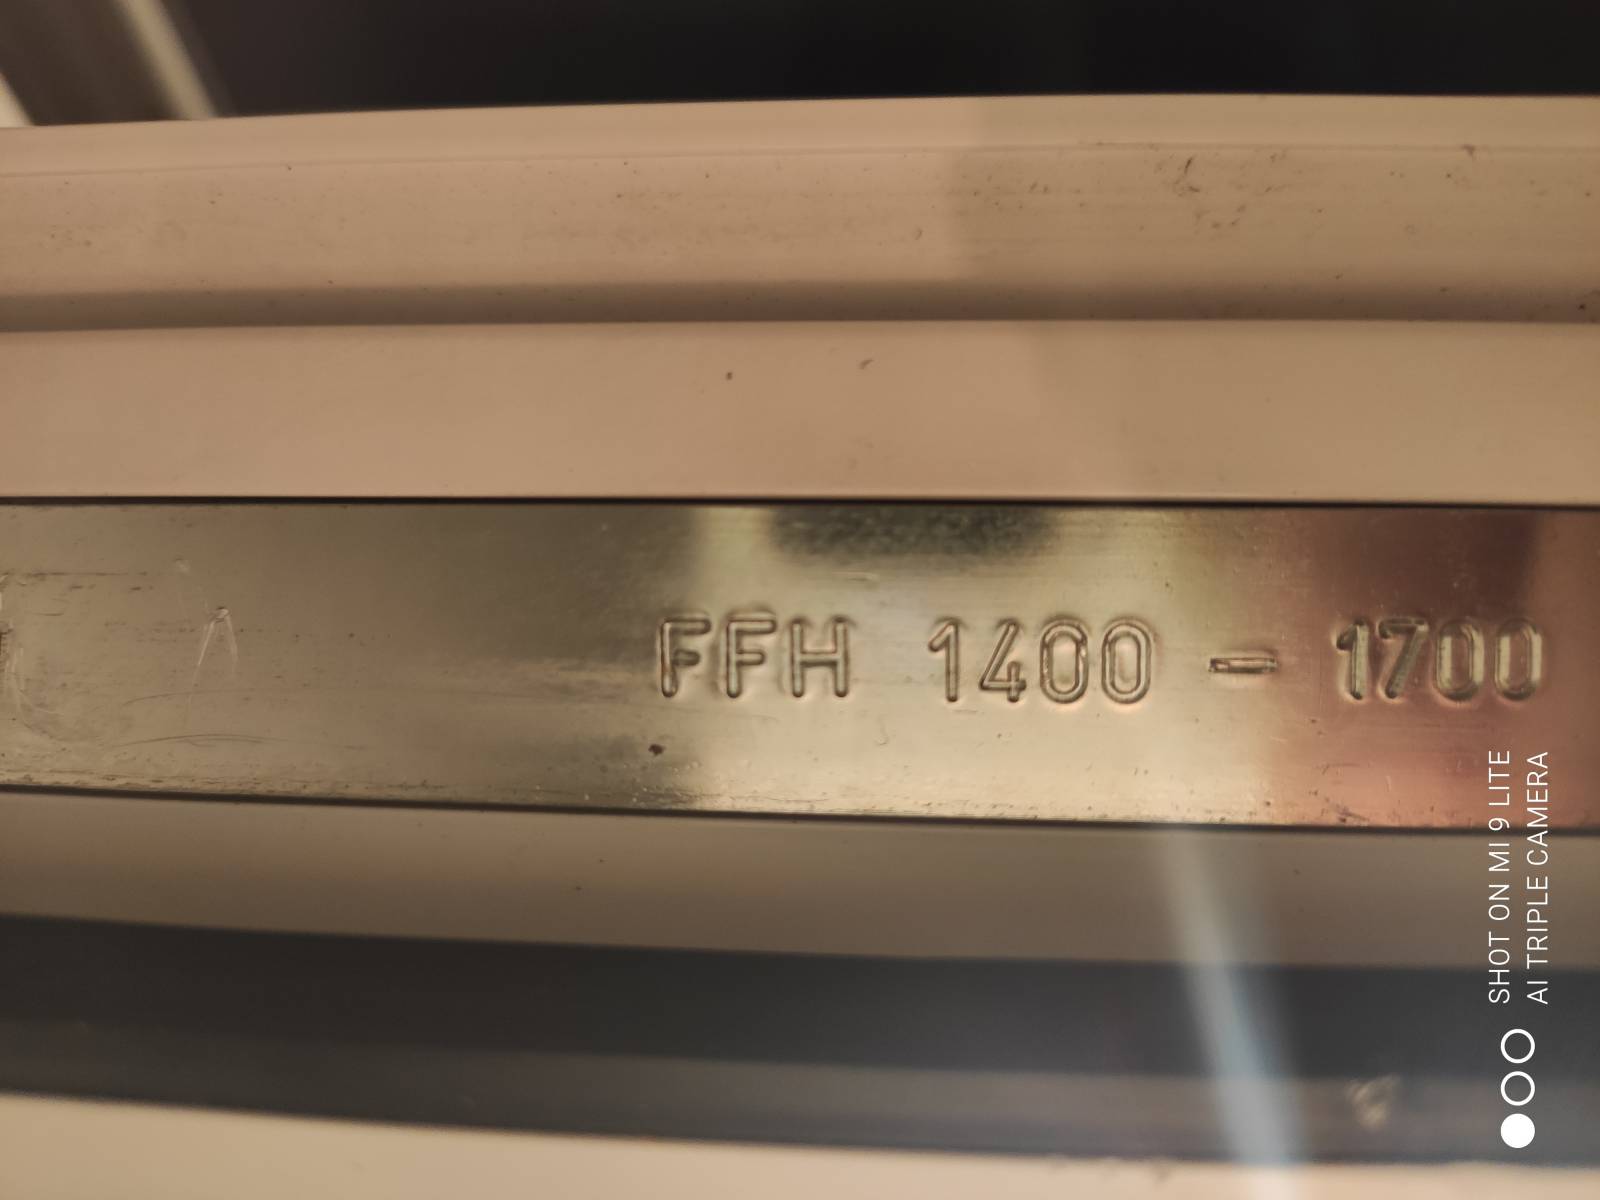 FFH 1400 - 1700
SHOT ON MI 9 LITE
AI TRIPLE CAMERA